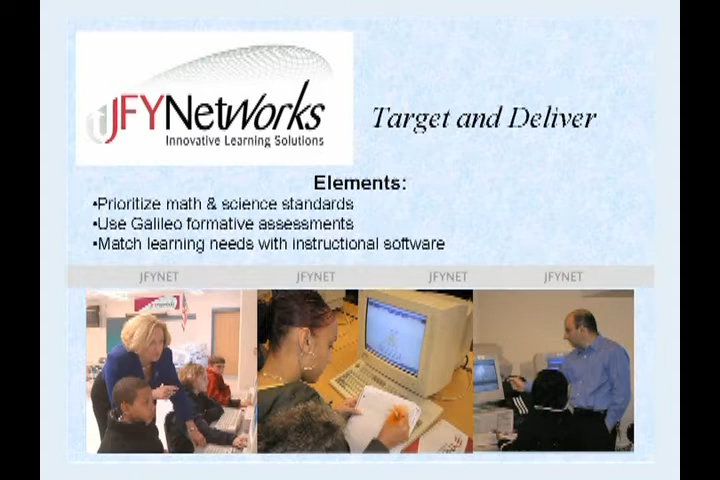 JFYNetWorks
Innovative Learning Solutions
Target and Deliver
Elements:
•Prioritize math & science standards
•Use Galileo formative assessments
•Match learning needs with instructional software
JFYNET JFYNET JFYNET JFYNET